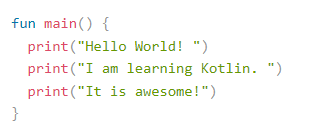 fun main() {
  print("Hello World! ")
  print("I am learning Kotlin. ")
  print("It is awesome!")
}